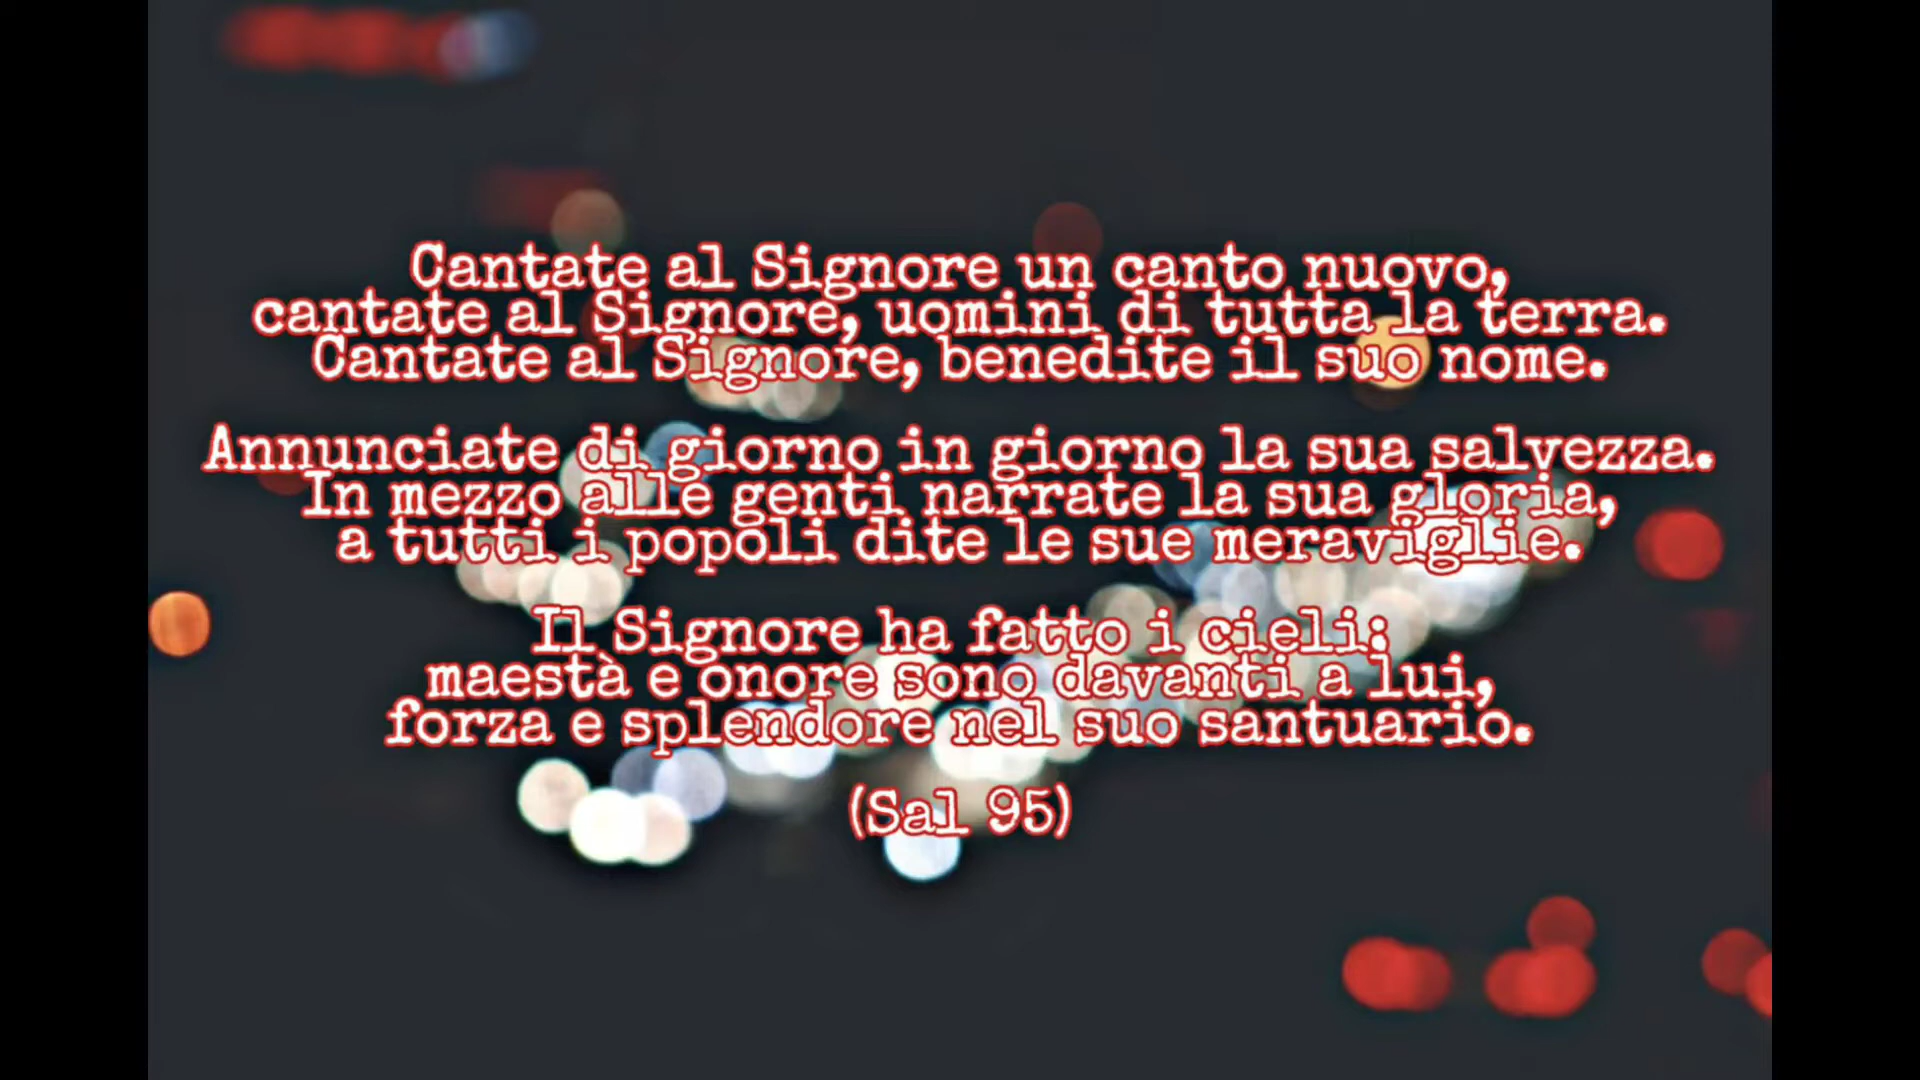 Cantate al Signore un canto nuovo,
cantate al Signore, uomini di tutta la terra.
Cantate al Signore, benedite il suo nome.
Annunciate di giorno in giorno la sua salvezza.
In mezzo alle genti narrate la sua gloria,
a tutti i popoli dite le sue meraviglie.
Il Signore ha fatto i cieli:
maestà e onore sono davanti a lui,
forza e splendore nel suo santuario.
(Sal 95)